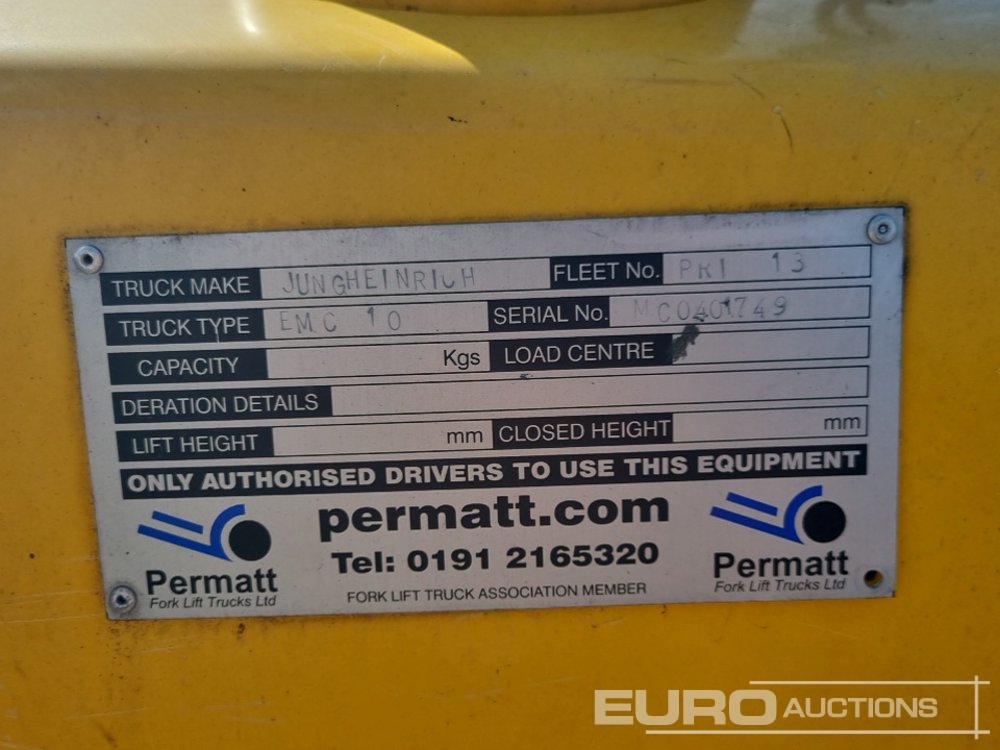 TRUCK MAKE JUNGHEINRICH FLEET No. PRI 13
TRUCK TYPE EMC 10 SERIAL No. MC0401749
CAPACITY Kgs LOAD CENTRE
DERATION DETAILS
LIFT HEIGHT mm CLOSED HEIGHT mm
ONLY AUTHORISED DRIVERS TO USE THIS EQUIPMENT
permatt.com
Tel: 0191 2165320
FORK LIFT TRUCK ASSOCIATION MEMBER
Permatt
Fork Lift Trucks Ltd
Permatt
Fork Lift Trucks Ltd
EURO AUCTIONS